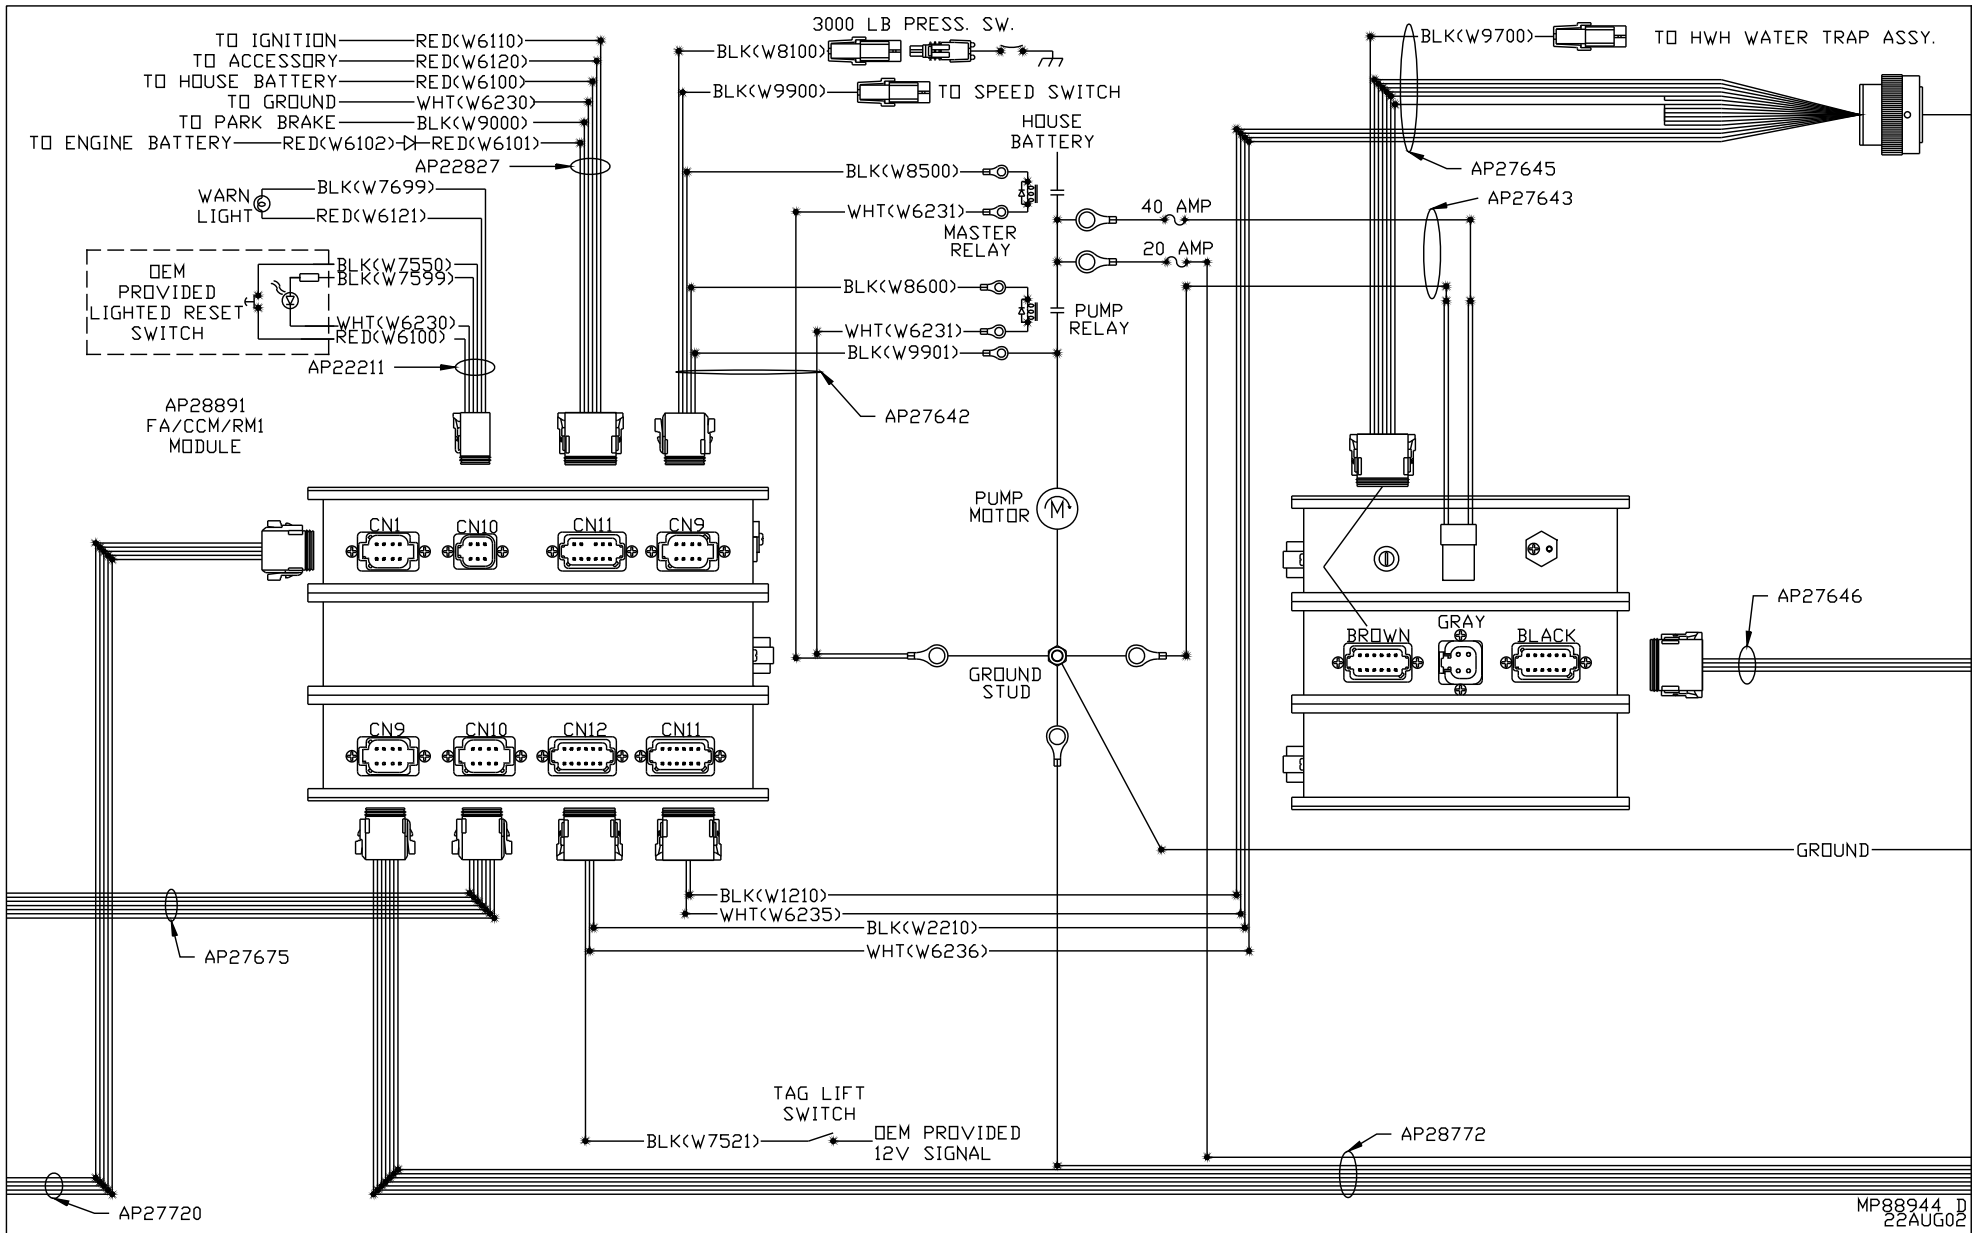 3000 LB PRESS. SW.
TO IGNITION RED(W6110)
TO ACCESSORY RED(W6120)
TO HOUSE BATTERY RED(W6100)
TO GROUND WHT(W6230)
TO PARK BRAKE BLK(W9000)
TO ENGINE BATTERY RED(W6102) RED(W6101)
AP22827
BLK(W8100)
BLK(W9900) TO SPEED SWITCH
BLK(W9700) TO HWH WATER TRAP ASSY.
HOUSE
BATTERY
WARN
LIGHT
BLK(W7699)
RED(W6121)
OEM
PROVIDED
LIGHTED RESET
SWITCH
BLK(W7550)
BLK(W7599)
WHT(W6230)
RED(W6100)
AP22211
AP28891
FA/CCM/RM1
MODULE
BLK(W8500)
WHT(W6231)
MASTER
RELAY
40 AMP
20 AMP
BLK(W8600)
WHT(W6231)
BLK(W9901)
PUMP
RELAY
AP27642
AP27645
AP27643
PUMP
MOTOR
M
CN1 CN10 CN11 CN9
GROUND
STUD
CN9 CN10 CN12 CN11
BROWN GRAY BLACK
AP27646
GROUND
BLK(W1210)
WHT(W6235)
BLK(W2210)
WHT(W6236)
AP27675
TAG LIFT
SWITCH
BLK(W7521)
OEM PROVIDED
12V SIGNAL
AP28772
AP27720
MP88944 D
22AUG02